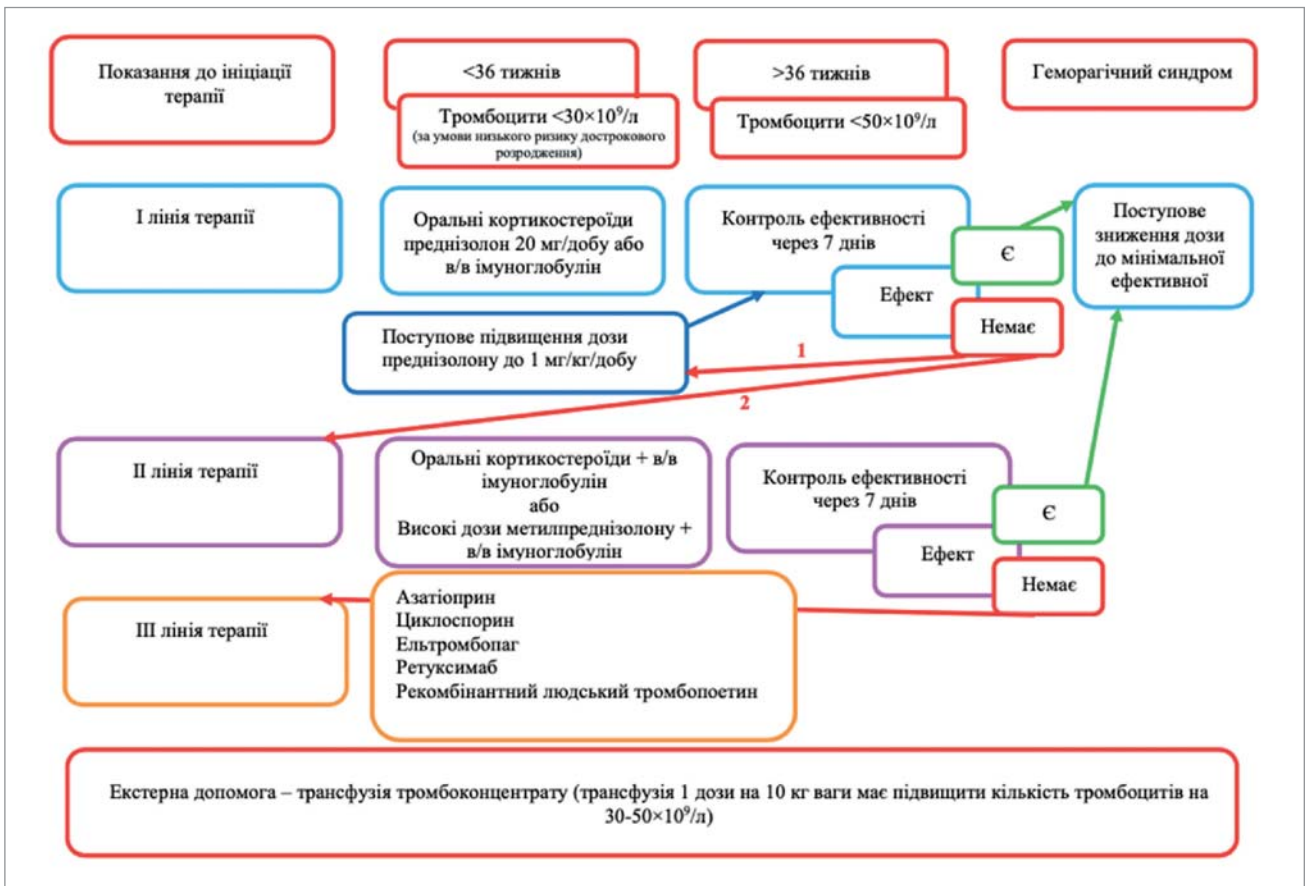 Показання до ініціації
терапії
<36 тижнів
Тромбоцити <30×10⁹/л
(за умови низького ризику дострокового
розродження)
>36 тижнів
Тромбоцити <50×10⁹/л
Геморагічний синдром
I лінія терапії
Оральні кортикостероїди
преднізолон 20 мг/добу або
в/в імуноглобулін
Контроль ефективності
через 7 днів
Ефект
Є
Немає
Поступове
зниження дози
до мінімальної
ефективної
Поступове підвищення дози
преднізолону до 1 мг/кг/добу
1
2
II лінія терапії
Оральні кортикостероїди + в/в
імуноглобулін
або
Високі дози метилпреднізолону +
в/в імуноглобулін
Контроль ефективності
через 7 днів
Ефект
Є
Немає
III лінія терапії
Азатіоприн
Циклоспорин
Ельтромбопаг
Ретуксимаб
Рекомбінантний людський тромбопоетин
Екстерна допомога – трансфузія тромбоконцентрату (трансфузія 1 дози на 10 кг ваги має підвищити кількість тромбоцитів на
30-50×10⁹/л)